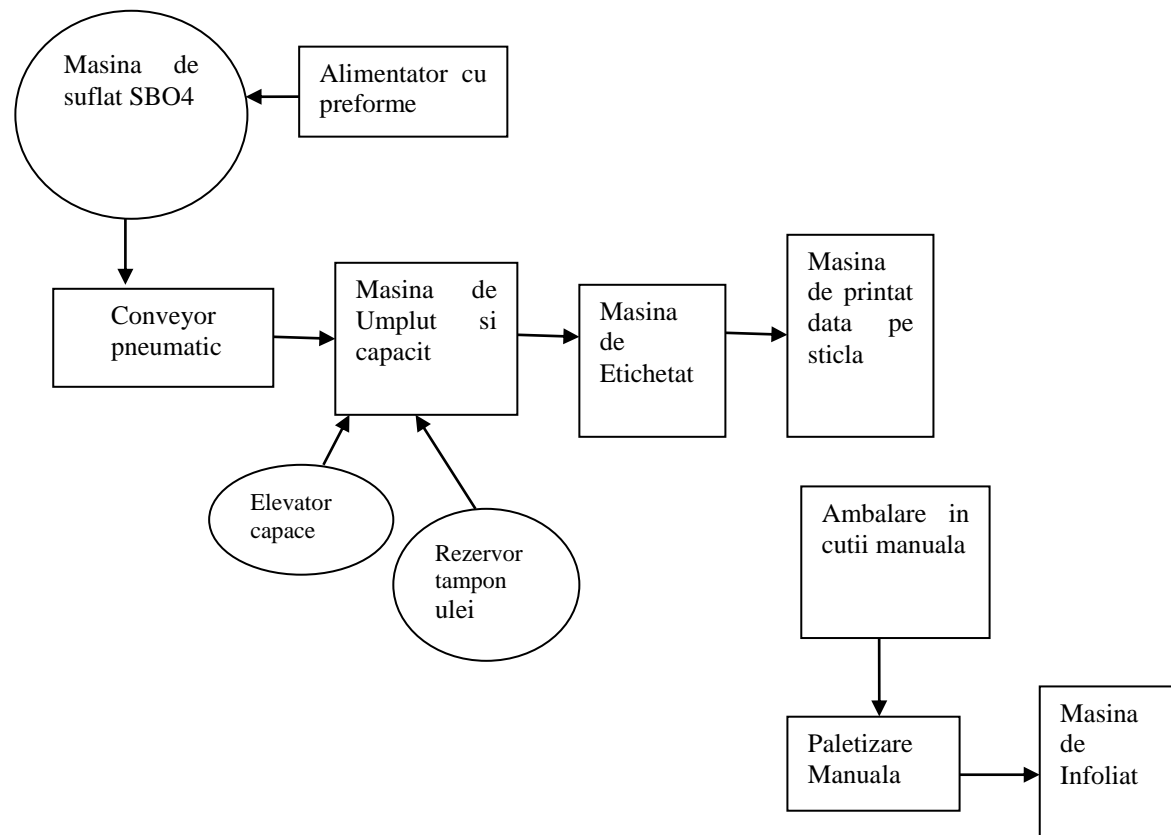 Masina de
suflat SBO4
Alimentator cu
preforme
Conveyor
pneumatic
Masina de
Umplut si
capacit
Masina
de
Etichetat
Masina
de printat
data pe
sticla
Elevator
capace
Rezervor
tampon
ulei
Ambalare in
cutii manuala
Paletizare
Manuala
Masina
de
Infoliat